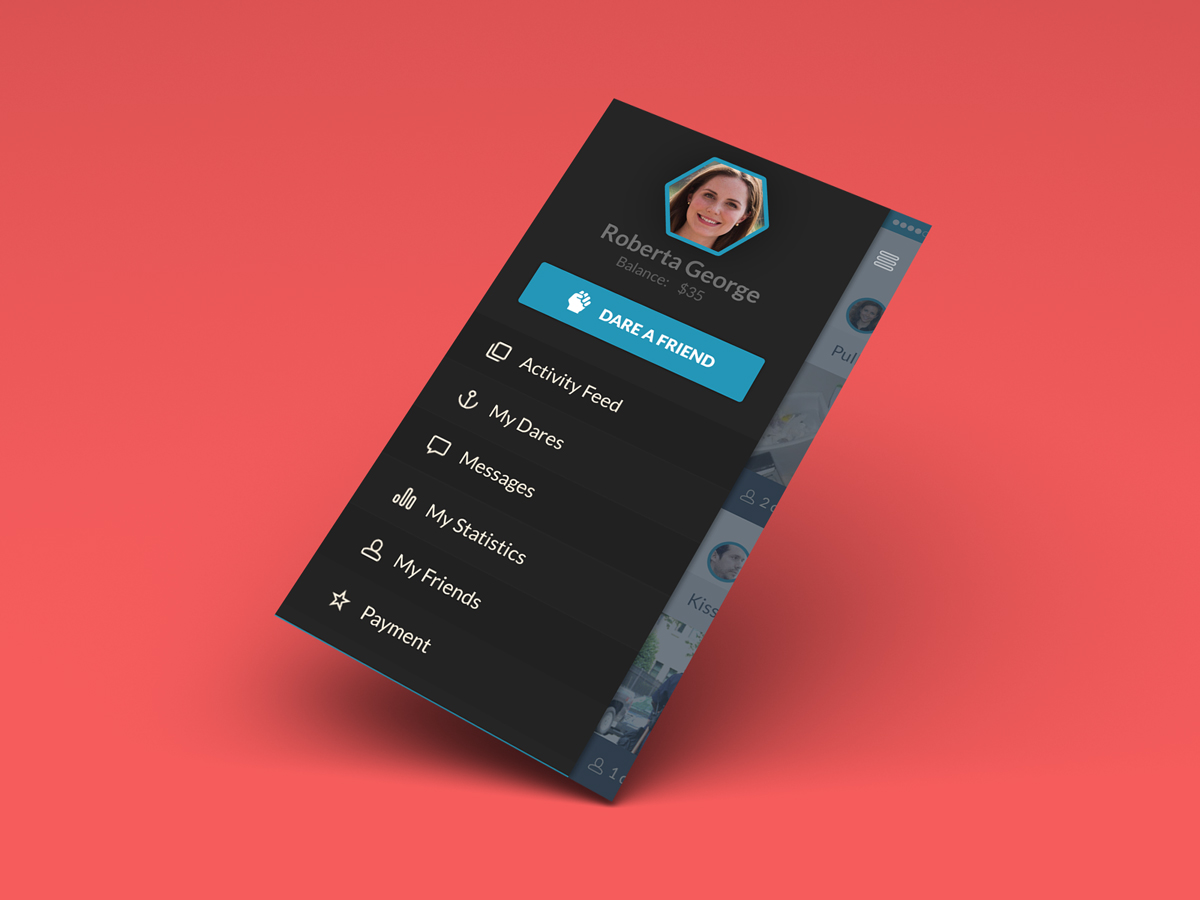 Roberta George
Balance: $35
DARE A FRIEND
Activity Feed
My Dares
Messages
My Statistics
My Friends
Payment
Pul
2
Kiss
1